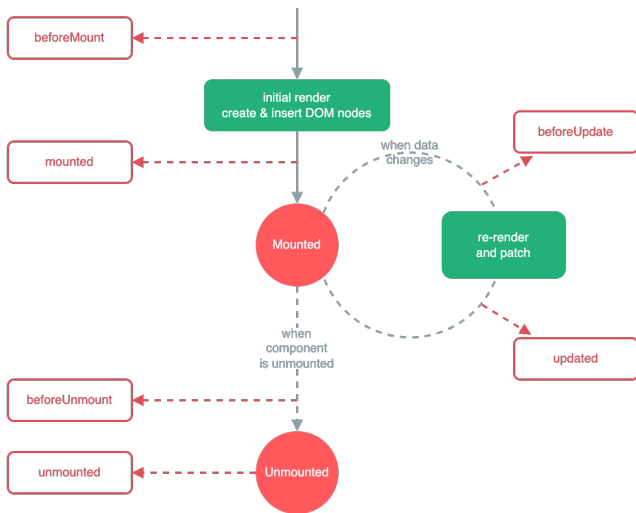 beforeMount
initial render
create & insert DOM nodes
beforeUpdate
when data
changes
mounted
Mounted
re-render
and patch
when
component
is unmounted
updated
beforeUnmount
unmounted
Unmounted